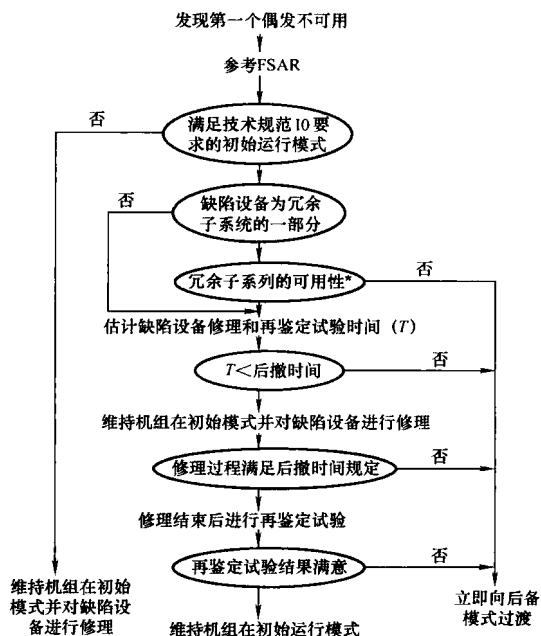 发现第一个偶发不可用
参考FSAR
否
满足技术规范I0要
求的初始运行模式
否
缺陷设备为冗余
子系统的一部分
冗余子系列的可用性*
否
估计缺陷设备修理和再鉴定试验时间（T）
T＜后撤时间
否
维持机组在初始模式并对缺陷设备进行修理
修理过程满足后撤时间规定
否
修理结束后进行再鉴定试验
再鉴定试验结果满意
否
维持机组在初始
模式并对缺陷设
备进行修理
维持机组在初始运行模式
立即向后备
模式过渡